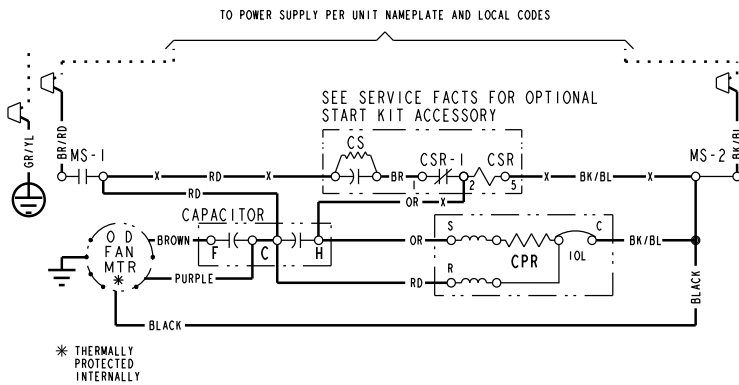 TO POWER SUPPLY PER UNIT NAMEPLATE AND LOCAL CODES
SEE SERVICE FACTS FOR OPTIONAL
START KIT ACCESSORY
GR/YL
BR/RD
BK/BL
MS-1
CS
CSR-1
CSR
MS-2
X
RD
X
BR
1
2
5
X
BK/BL
X
RD
OR
X
CAPACITOR
OD
FAN
MTR
*
BROWN
F
C
H
OR
S
C
BK/BL
CPR
IOL
PURPLE
RD
R
BLACK
BLACK
* THERMALLY
PROTECTED
INTERNALLY